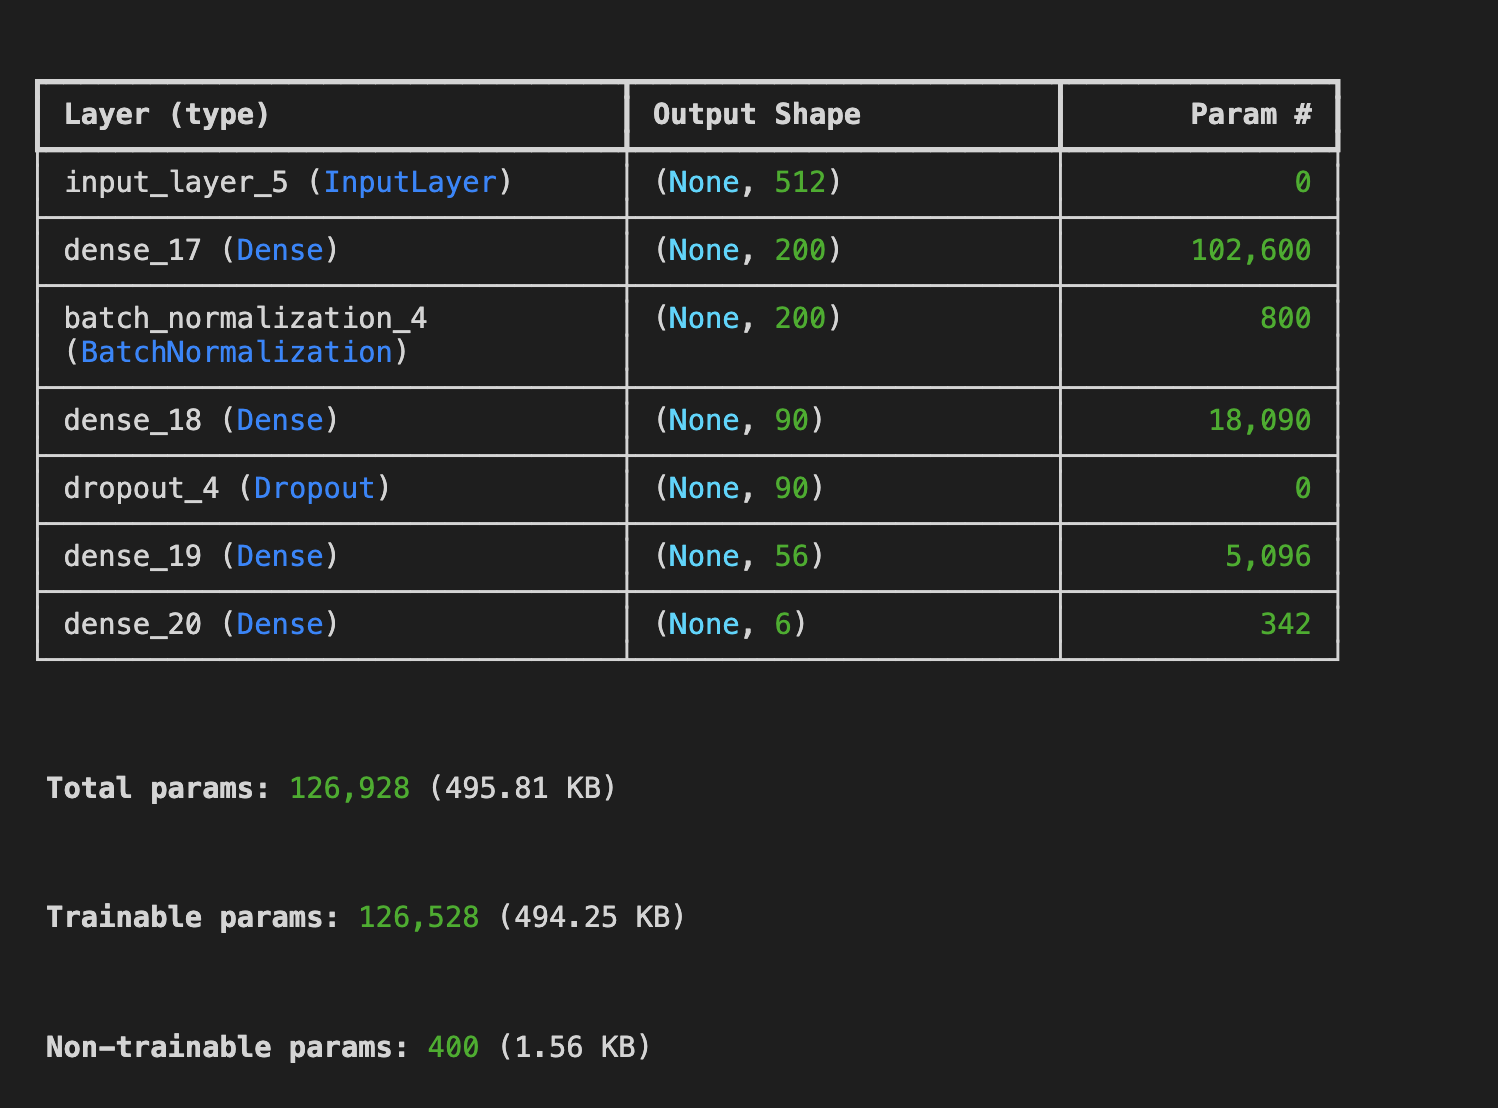 Layer (type) Output Shape Param #
input_layer_5 (InputLayer) (None, 512) 0
dense_17 (Dense) (None, 200) 102,600
batch_normalization_4 (None, 200) 800
(BatchNormalization)
dense_18 (Dense) (None, 90) 18,090
dropout_4 (Dropout) (None, 90) 0
dense_19 (Dense) (None, 56) 5,096
dense_20 (Dense) (None, 6) 342
Total params: 126,928 (495.81 KB)
Trainable params: 126,528 (494.25 KB)
Non-trainable params: 400 (1.56 KB)